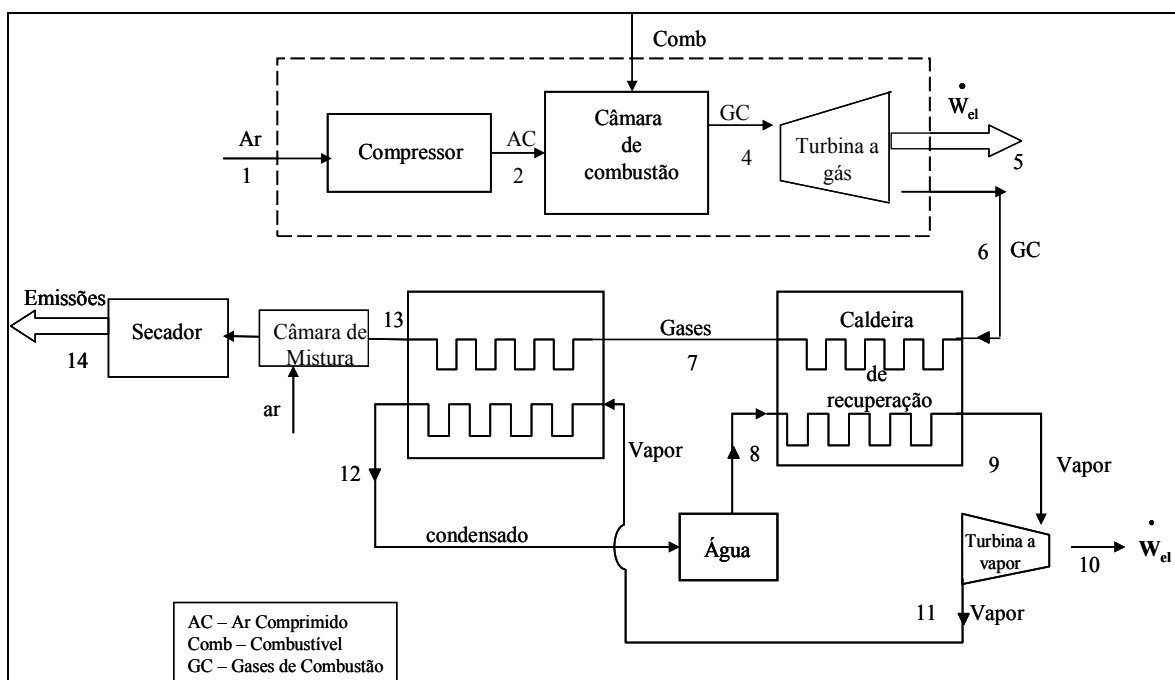 Comb
Ẇel
Ar
1
Compressor
AC
2
Câmara
de
combustão
GC
4
Turbina a
gás
5
6
GC
Emissões
14
Secador
Câmara de
Mistura
ar
13
Gases
7
Caldeira
de
recuperação
12
Vapor
8
9
Vapor
condensado
Água
Turbina a
vapor
10
Ẇel
11
Vapor
AC – Ar Comprimido
Comb – Combustível
GC – Gases de Combustão